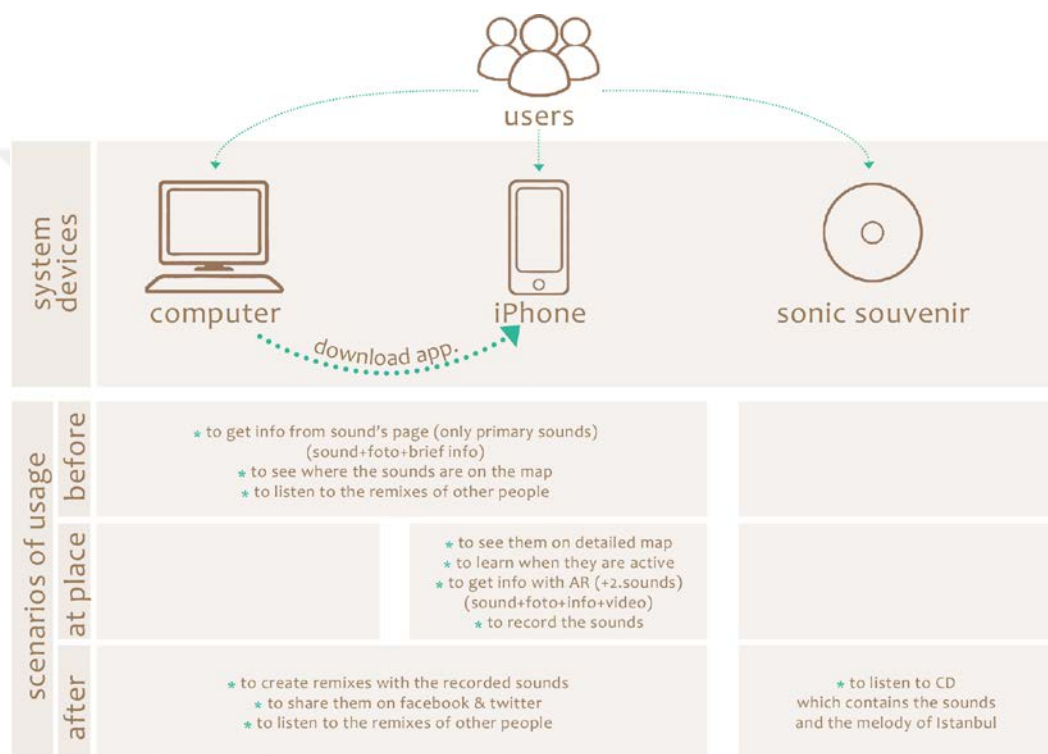 users
system
devices
computer
iPhone
sonic souvenir
download app.
scenarios of usage
before
* to get info from sound's page (only primary sounds)
(sound+foto+brief info)
* to see where the sounds are on the map
* to listen to the remixes of other people
at place
* to see them on detailed map
* to learn when they are active
* to get info with AR (+2.sounds)
(sound+foto+info+video)
* to record the sounds
after
* to create remixes with the recorded sounds
* to share them on facebook & twitter
* to listen to the remixes of other people
* to listen to CD
which contains the sounds
and the melody of Istanbul